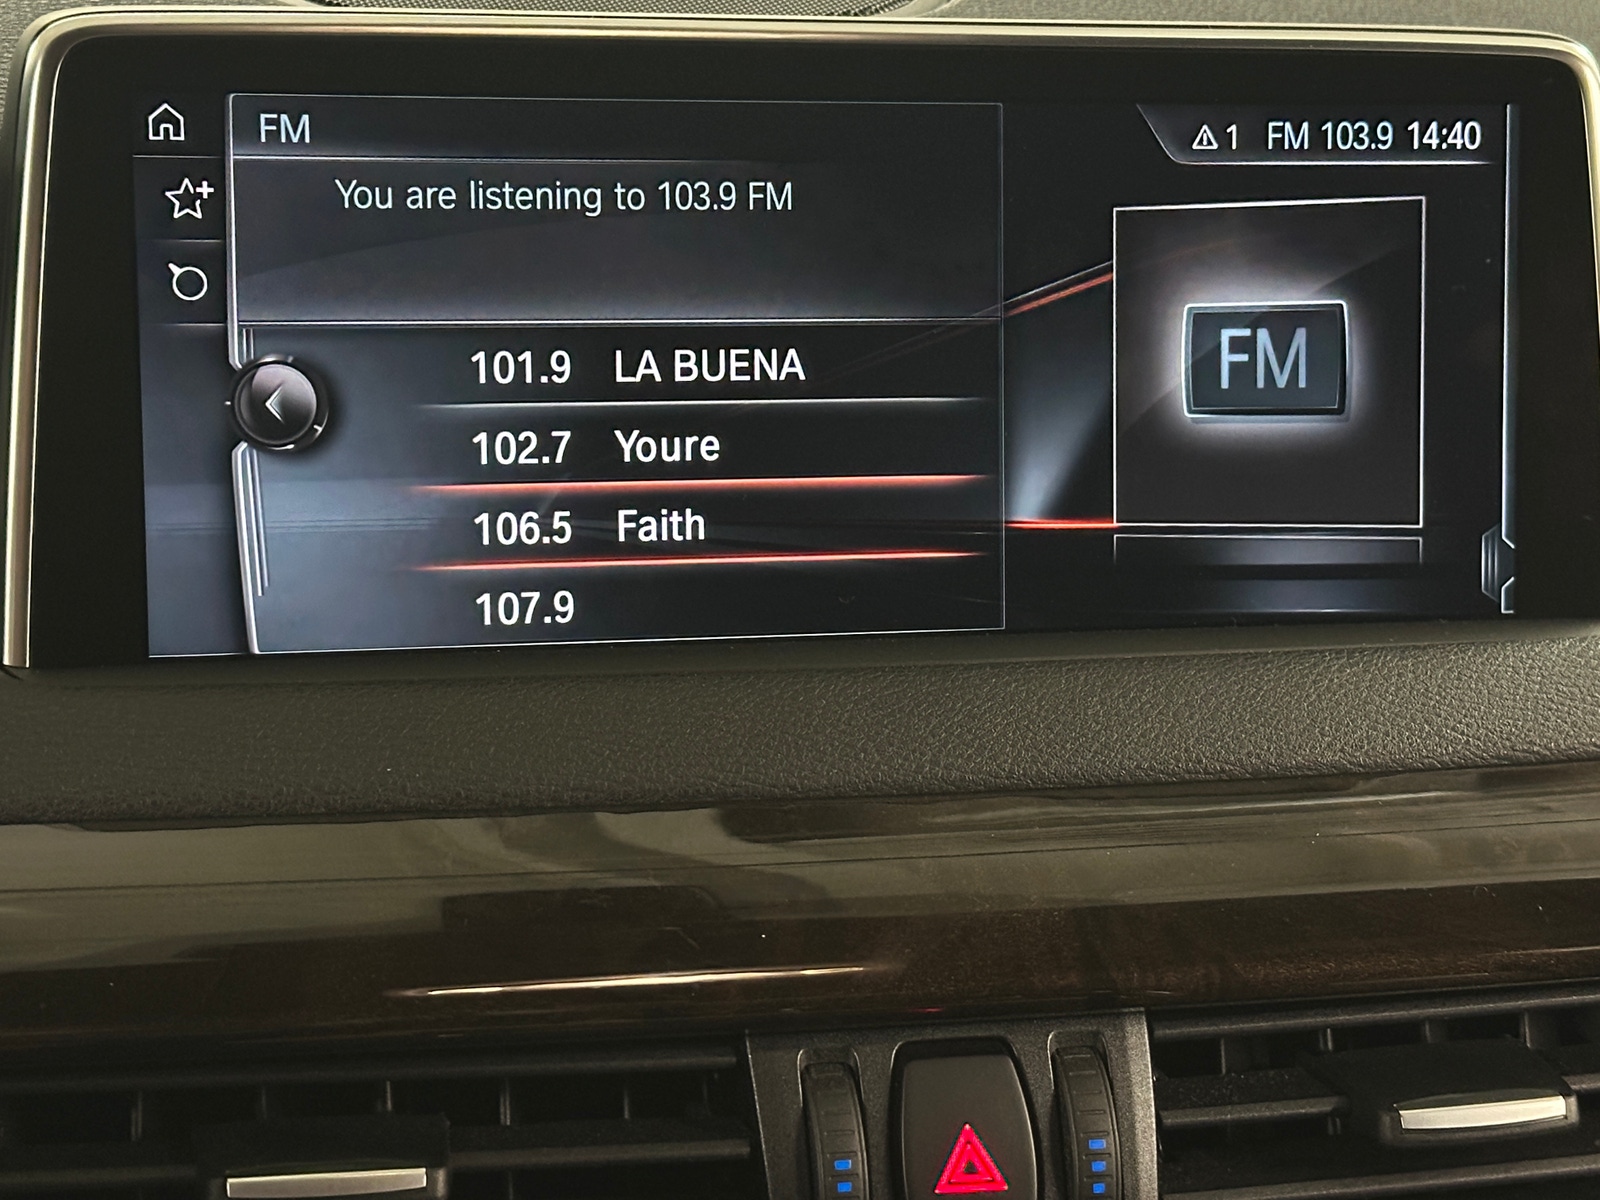 FM
1 FM 103.9 14:40
You are listening to 103.9 FM
FM
101.9 LA BUENA
102.7 Youre
106.5 Faith
107.9